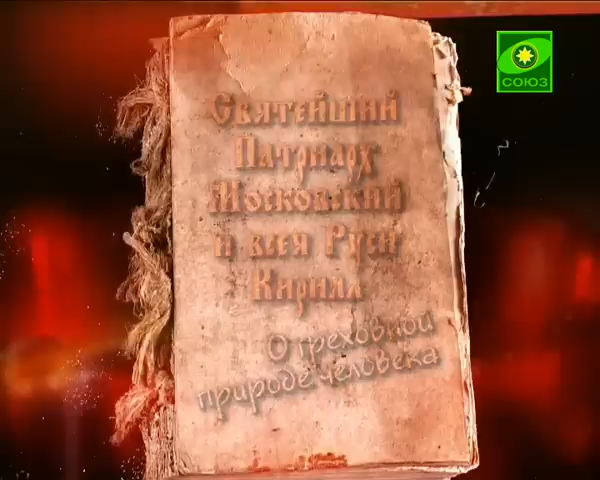 Святейший
Патриарх
Московский
и всея Руси
Кирилл
О греховной
природе человека
СОЮЗ